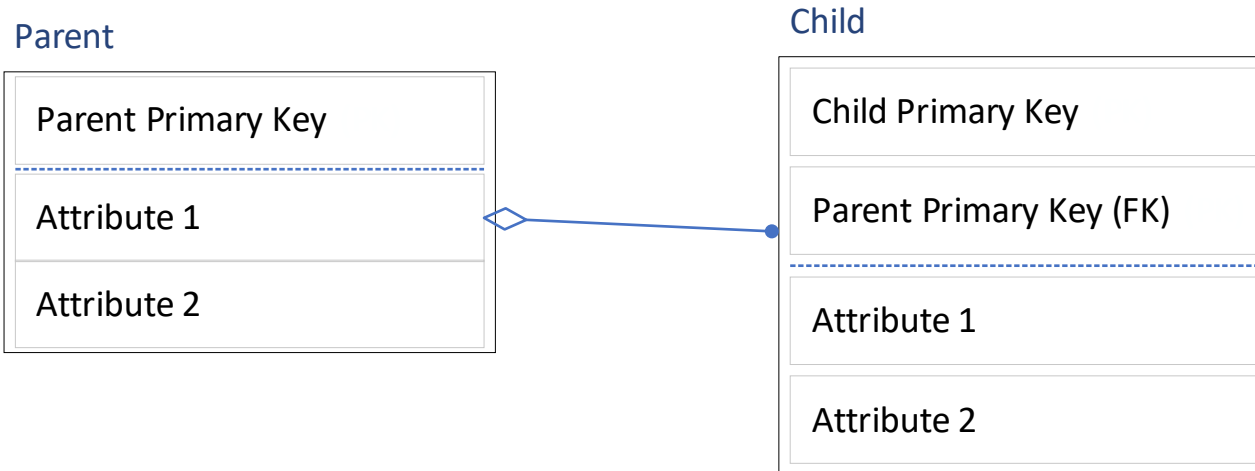 Parent
Parent Primary Key
Attribute 1
Attribute 2
Child
Child Primary Key
Parent Primary Key (FK)
Attribute 1
Attribute 2